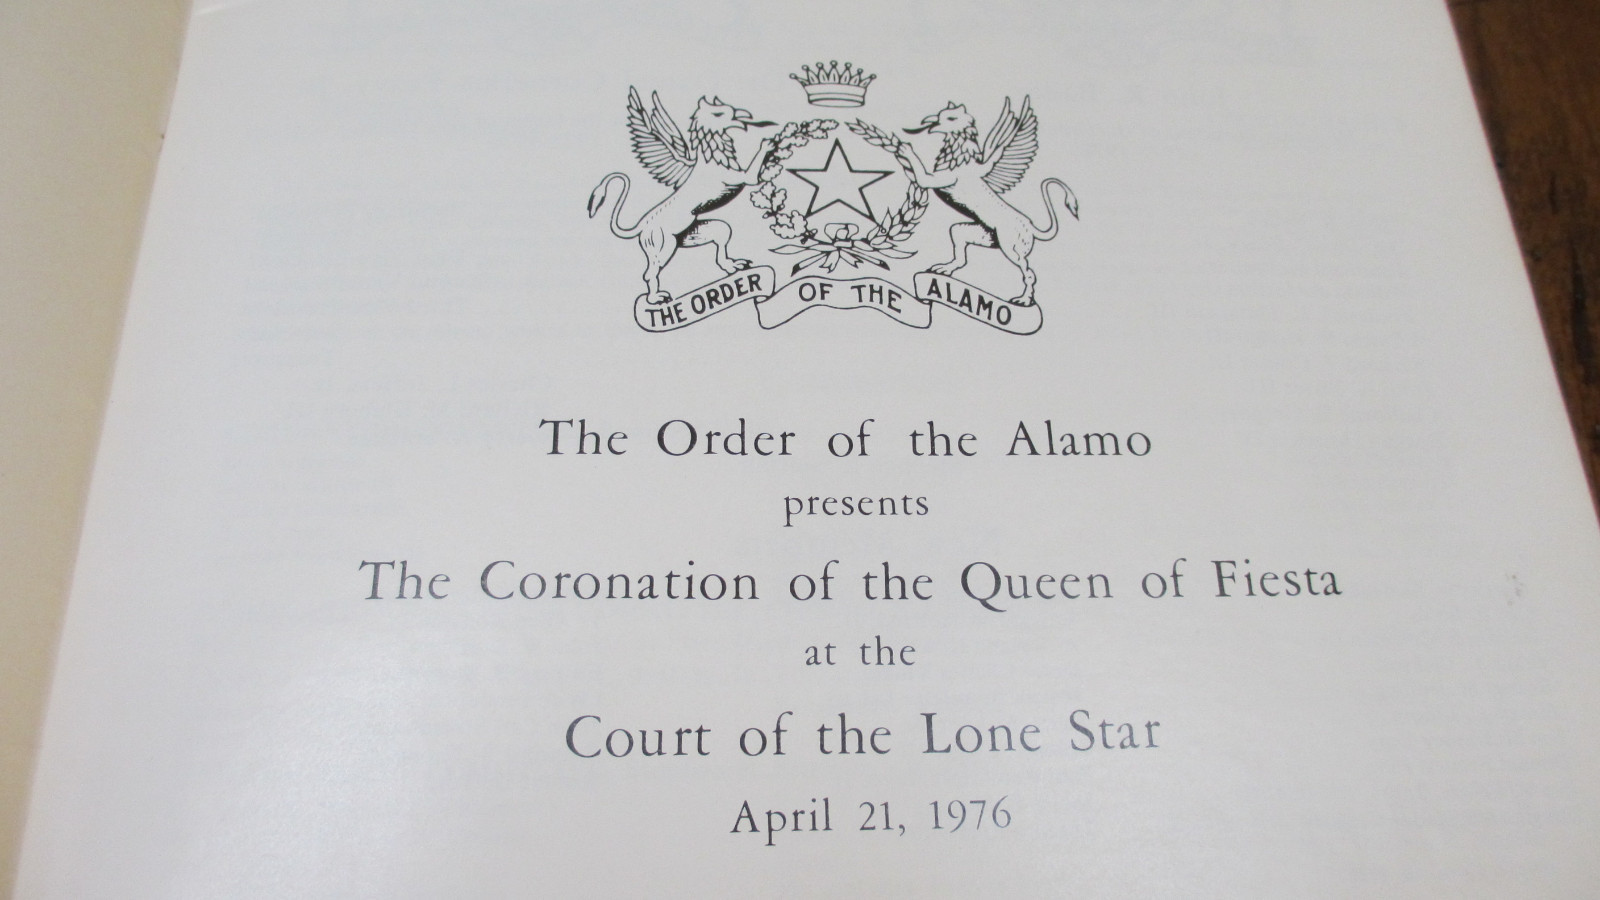 THE ORDER OF THE ALAMO
The Order of the Alamo
presents
The Coronation of the Queen of Fiesta
at the
Court of the Lone Star
April 21, 1976